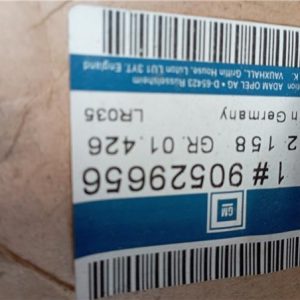 GM
1# 90529656
2 158 GR. 01.426
n Germany LR035
tion ADAM OPEL AG • D-65423 Rüsselsheim
K. VAUXHALL, Griffin House, Luton LU1 3YT, England